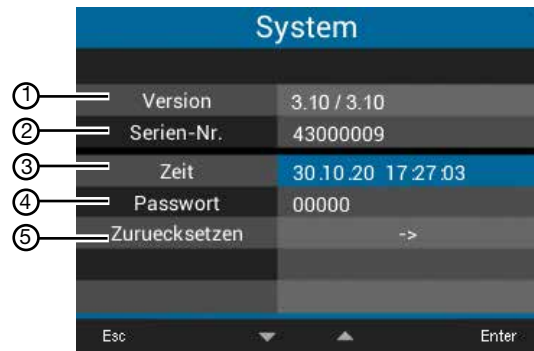 System
① Version 3.10 / 3.10
② Serien-Nr. 43000009
③ Zeit 30.10.20 17:27:03
④ Passwort 00000
⑤ Zuruecksetzen ->
Esc Enter